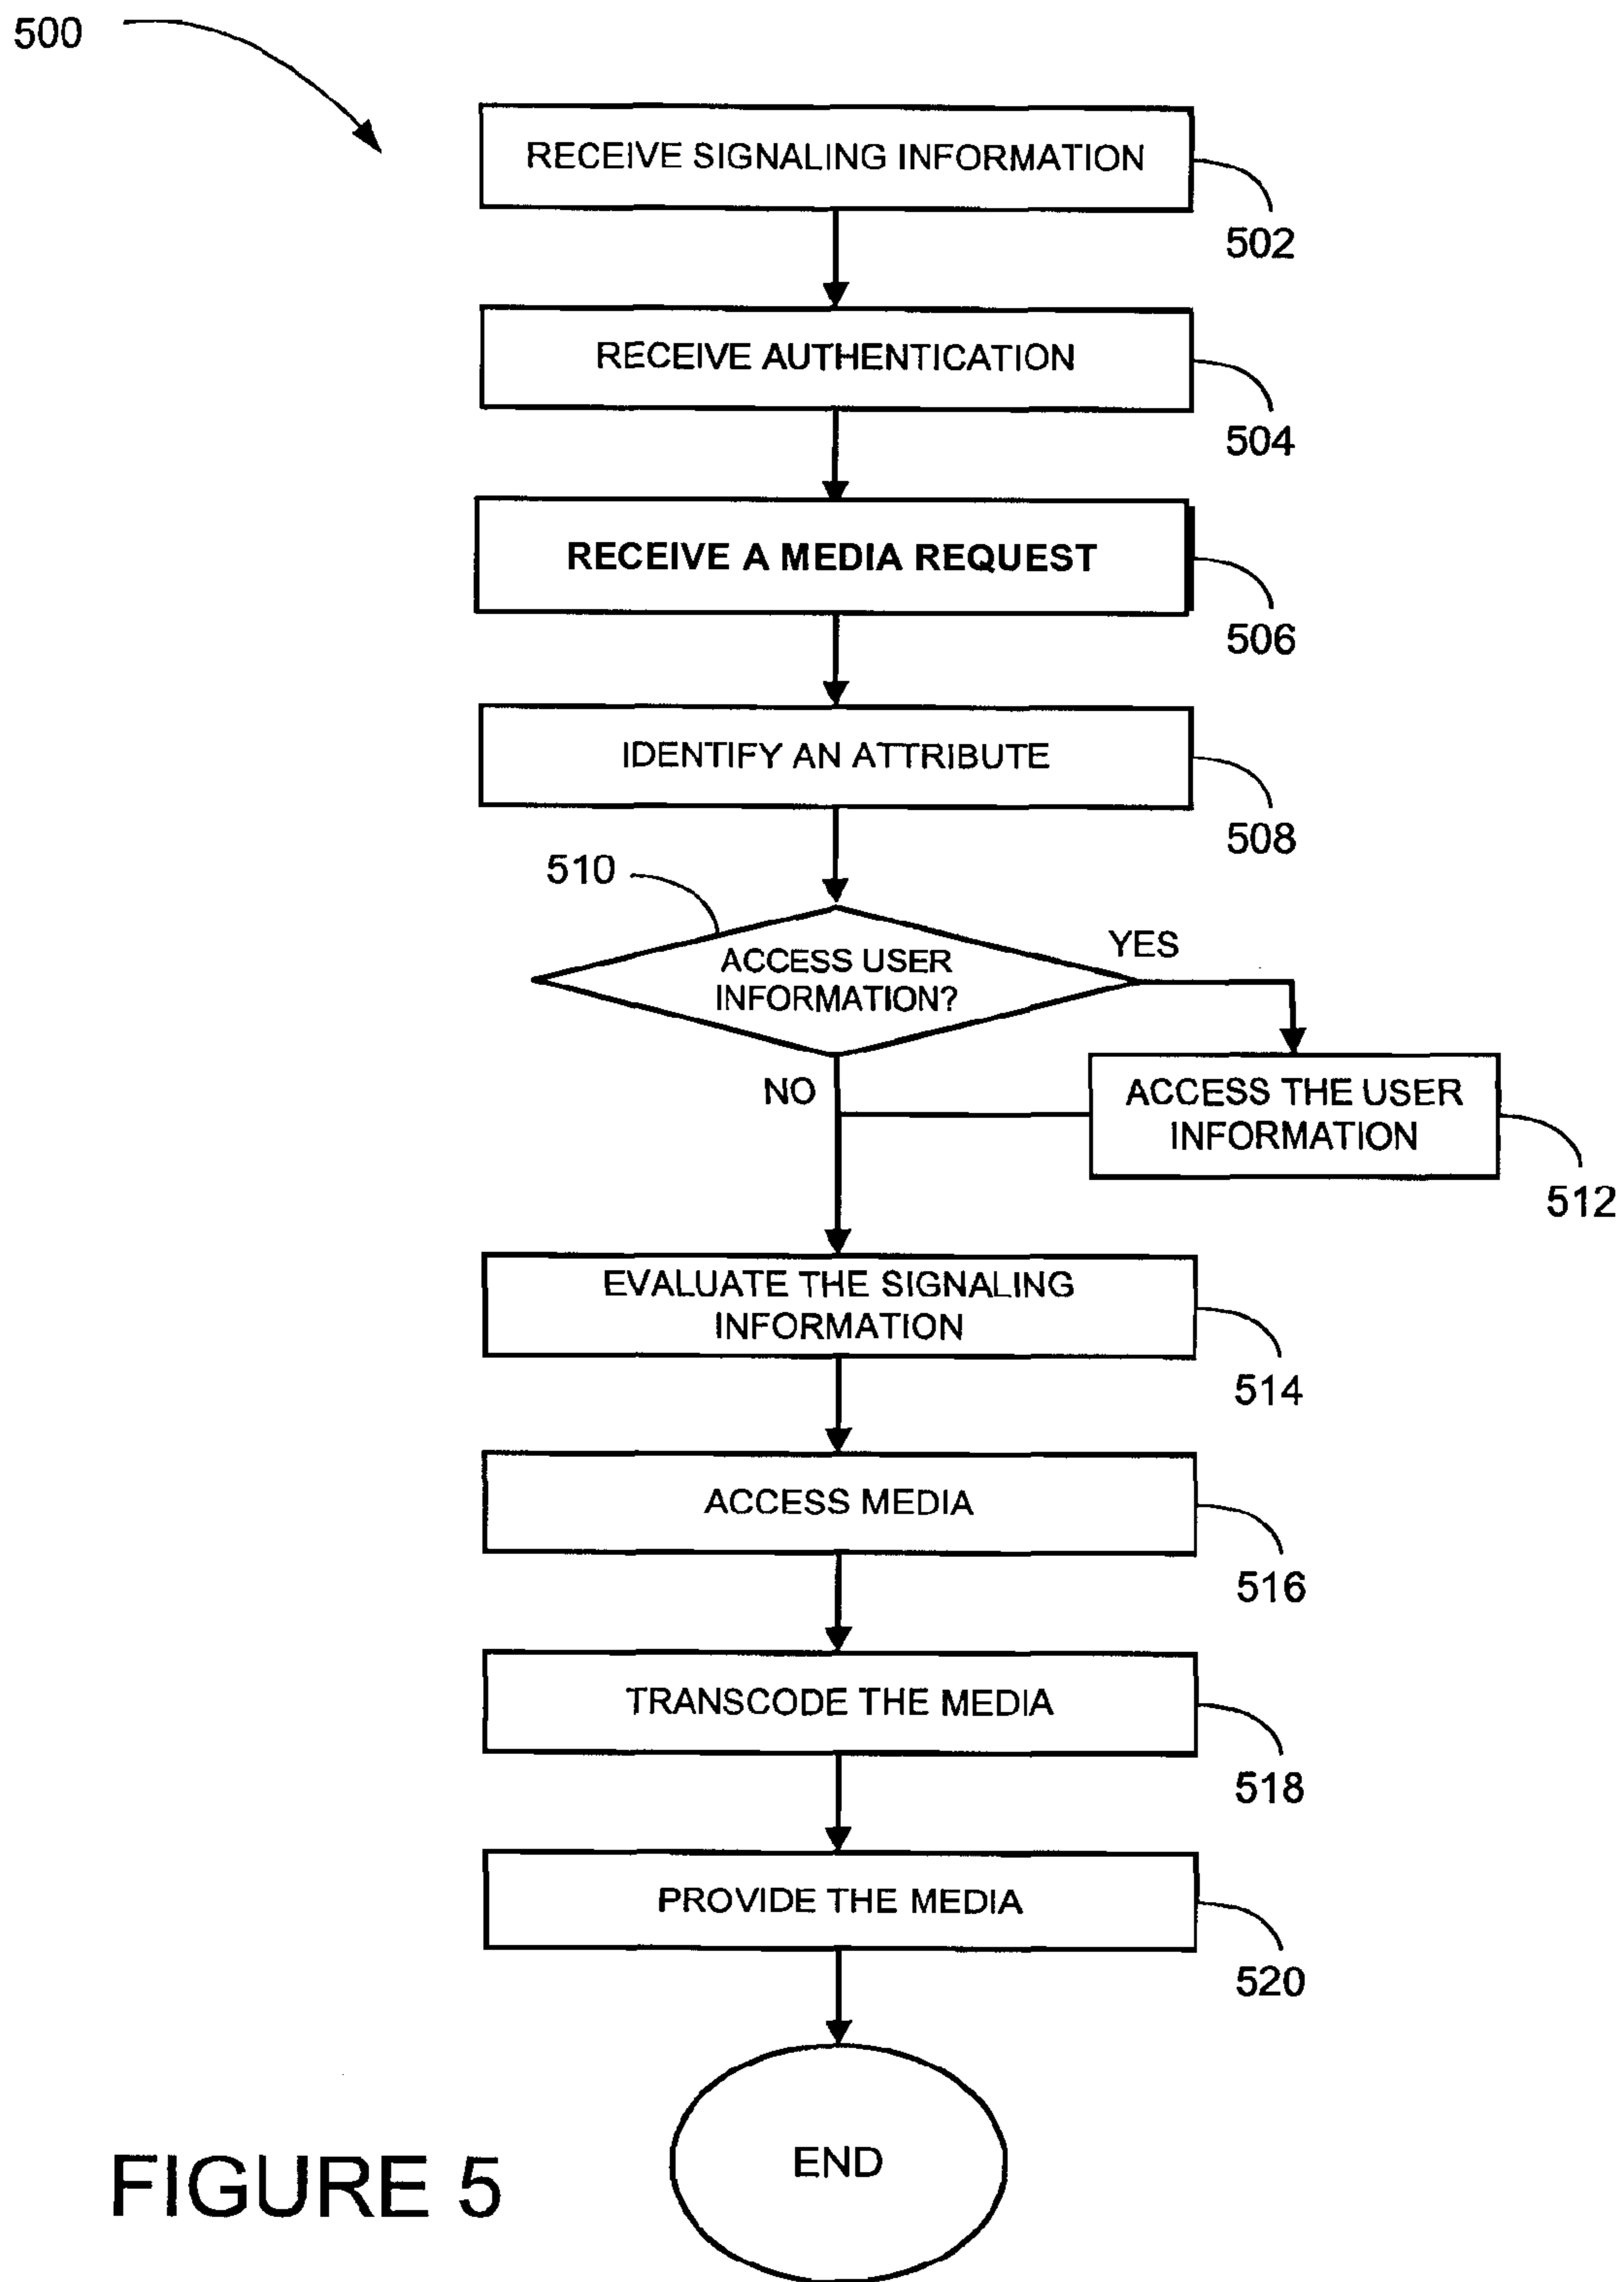 500
RECEIVE SIGNALING INFORMATION
502
RECEIVE AUTHENTICATION
504
RECEIVE A MEDIA REQUEST
506
IDENTIFY AN ATTRIBUTE
508
510
ACCESS USER
INFORMATION?
YES
NO
ACCESS THE USER
INFORMATION
512
EVALUATE THE SIGNALING
INFORMATION
514
ACCESS MEDIA
516
TRANSCODE THE MEDIA
518
PROVIDE THE MEDIA
520
END
FIGURE 5